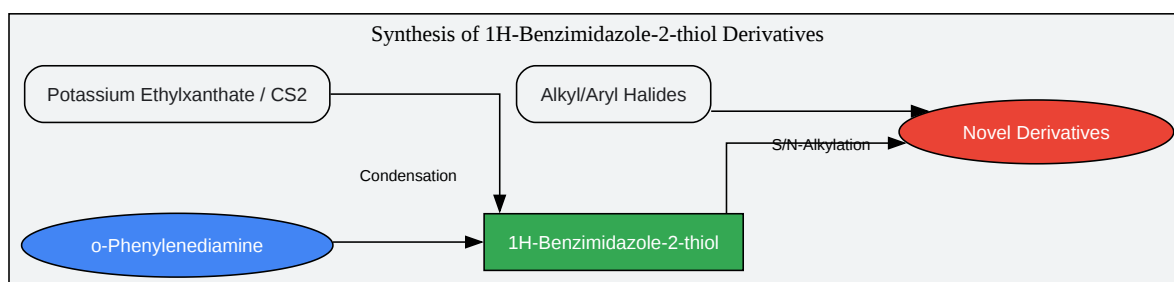 Synthesis of 1H-Benzimidazole-2-thiol Derivatives
Potassium Ethylxanthate / CS2
Alkyl/Aryl Halides
Novel Derivatives
S/N-Alkylation
Condensation
o-Phenylenediamine
1H-Benzimidazole-2-thiol